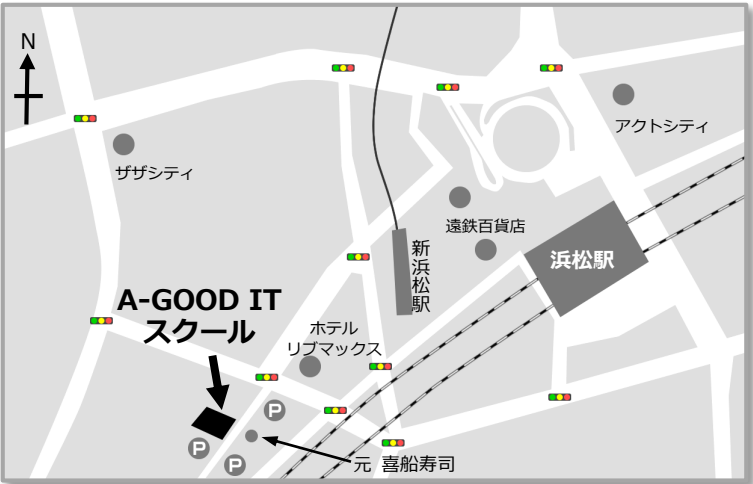 N
アクトシティ
ザザシティ
遠鉄百貨店
新浜松駅
浜松駅
A-GOOD IT
スクール
ホテル
リブマックス
P
P
P
元 喜船寿司